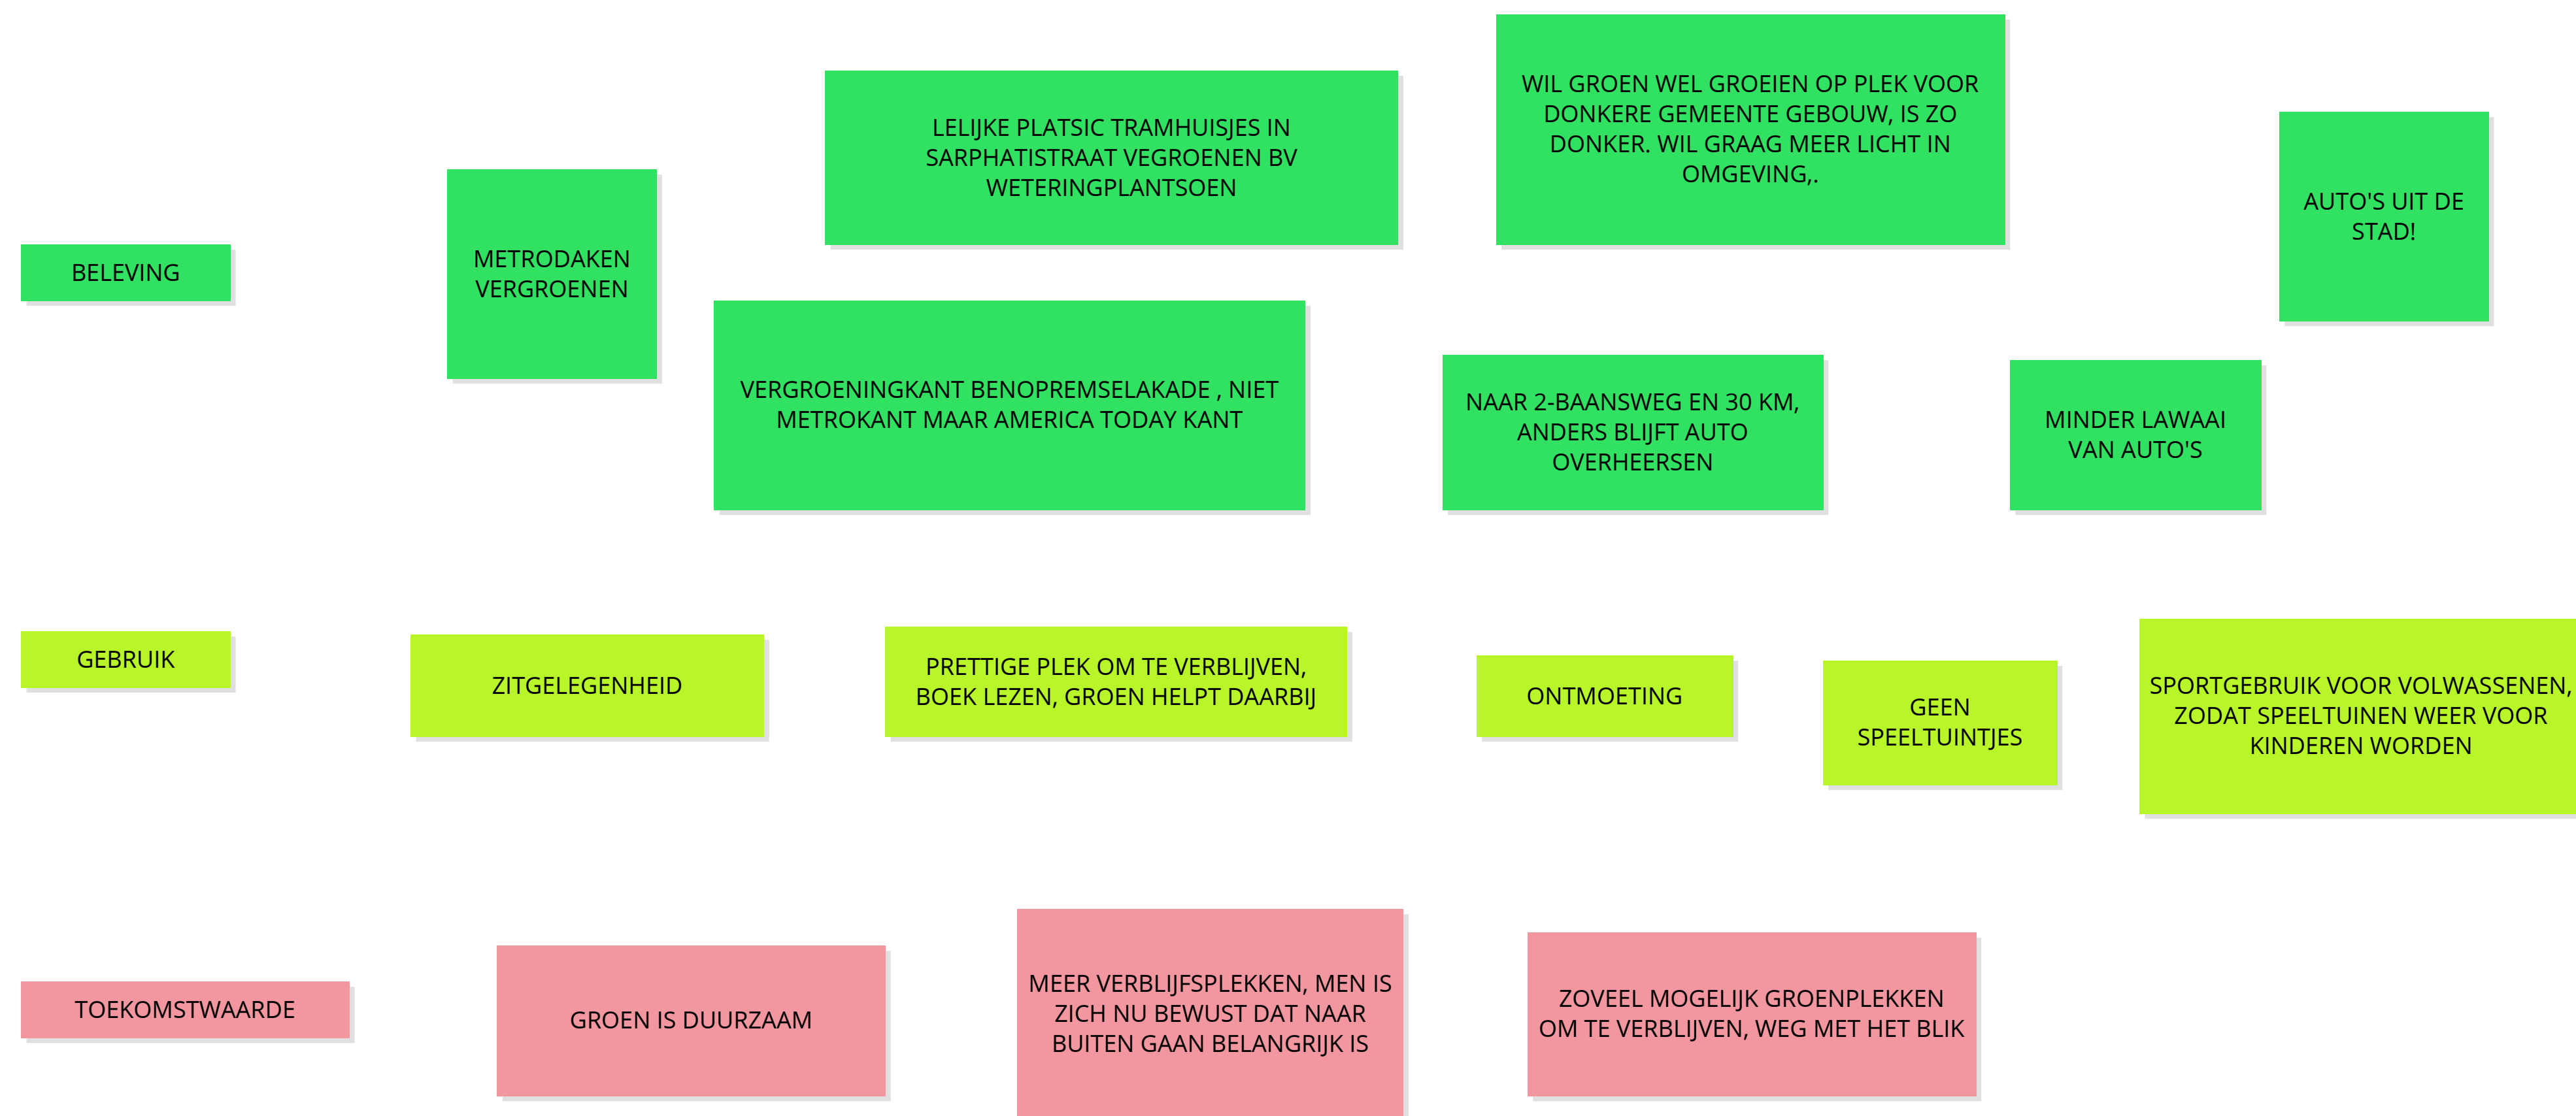 BELEVING
METRODAKEN
VERGROENEN
LELIJKE PLATSIC TRAMHUISJES IN
SARPHATISTRAAT VEGROENEN BV
WETERINGPLANTSOEN
WIL GROEN WEL GROEIEN OP PLEK VOOR
DONKERE GEMEENTE GEBOUW, IS ZO
DONKER. WIL GRAAG MEER LICHT IN
OMGEVING,.
AUTO'S UIT DE
STAD!
VERGROENINGKANT BENOPREMSELAKADE , NIET
METROKANT MAAR AMERICA TODAY KANT
NAAR 2-BAANSWEG EN 30 KM,
ANDERS BLIJFT AUTO
OVERHEERSEN
MINDER LAWAAI
VAN AUTO'S
GEBRUIK
ZITGELEGENHEID
PRETTIGE PLEK OM TE VERBLIJVEN,
BOEK LEZEN, GROEN HELPT DAARBIJ
ONTMOETING
GEEN
SPEELTUINTJES
SPORTGEBRUIK VOOR VOLWASSENEN,
ZODAT SPEELTUINEN WEER VOOR
KINDEREN WORDEN
TOEKOMSTWAARDE
GROEN IS DUURZAAM
MEER VERBLIJFSPLEKKEN, MEN IS
ZICH NU BEWUST DAT NAAR
BUITEN GAAN BELANGRIJK IS
ZOVEEL MOGELIJK GROENPLEKKEN
OM TE VERBLIJVEN, WEG MET HET BLIK